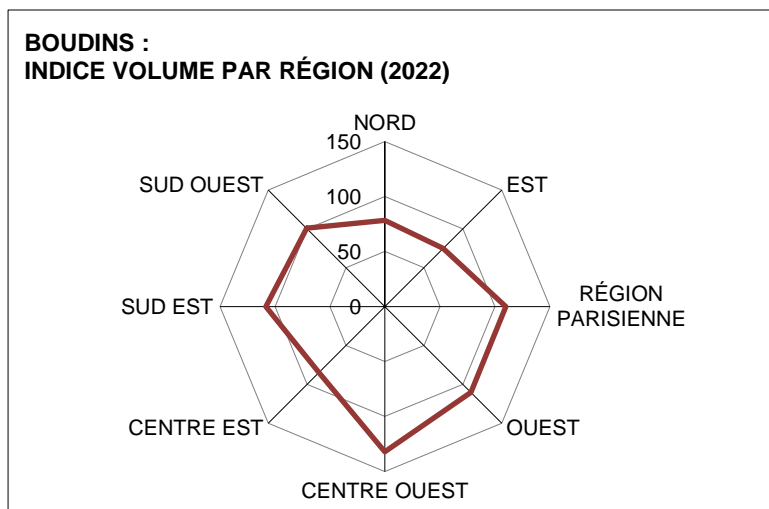 BOUDINS :
INDICE VOLUME PAR RÉGION (2022)
NORD
150
EST
SUD OUEST
100
50
SUD EST
0
RÉGION
PARISIENNE
CENTRE EST
OUEST
CENTRE OUEST